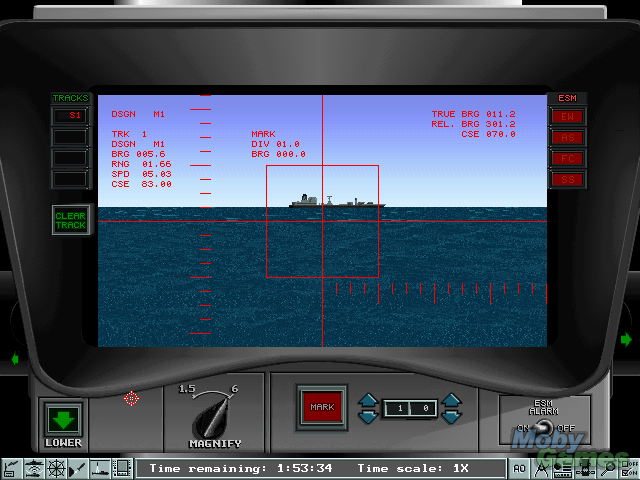 TRACKS
S1
CLEAR
TRACK
DSGN M1
TRK 1
DSGN M1
BRG 005.6
RNG 01.66
SPD 05.03
CSE 83.00
MARK
DIV 01.0
BRG 000.0
TRUE BRG 011.2
REL. BRG 301.2
CSE 070.0
ESM
EW
AS
FC
SS
LOWER
1.5 6
MAGNIFY
MARK
1 0
ESM
ALARM
ON OFF
Moby
Games
Time remaining: 1:53:34 Time scale: 1X
AO